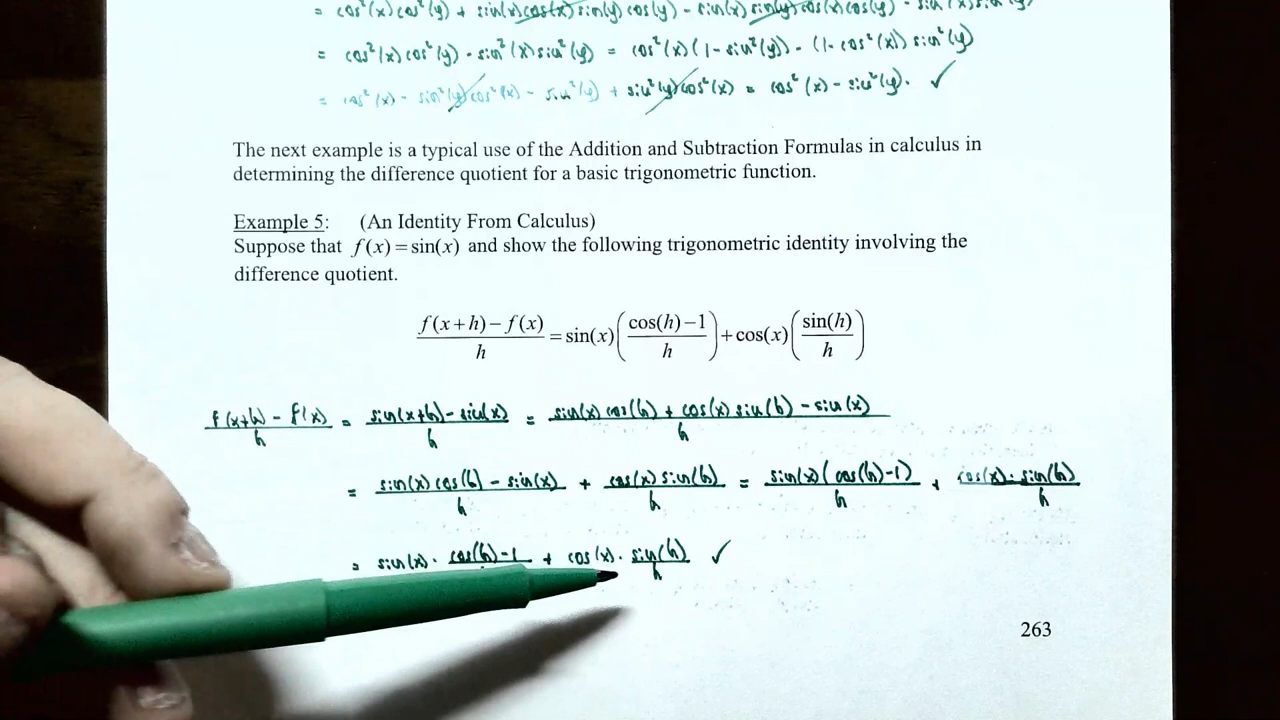 = cos²(x)cos²(y) + sin(x)cos(x)sin(y)cos(y) - sin(x)sin(y)cos(x)cos(y) - sin²(x)sin²(y)
= cos²(x)cos²(y) - sin²(x)sin²(y) = cos²(x)(1-sin²(y)) - (1-cos²(x))sin²(y)
= cos²(x) - sin²(y)cos²(x) - sin²(y) + sin²(y)cos²(x) = cos²(x) - sin²(y). ✓
The next example is a typical use of the Addition and Subtraction Formulas in calculus in
determining the difference quotient for a basic trigonometric function.
Example 5: (An Identity From Calculus)
Suppose that f(x)=sin(x) and show the following trigonometric identity involving the
difference quotient.
f(x+h)−f(x)/h = sin(x)(cos(h)−1/h)+cos(x)(sin(h)/h)
f(x+h) - f(x)/h = sin(x+h)-sin(x)/h = sin(x)cos(h) + cos(x)sin(h) - sin(x)/h
= sin(x)cos(h) - sin(x)/h + cos(x)sin(h)/h = sin(x)(cos(h)-1)/h + cos(x)·sin(h)/h
= sin(x)· cos(h)-1 + cos(x)· sin(h)/h ✓
263